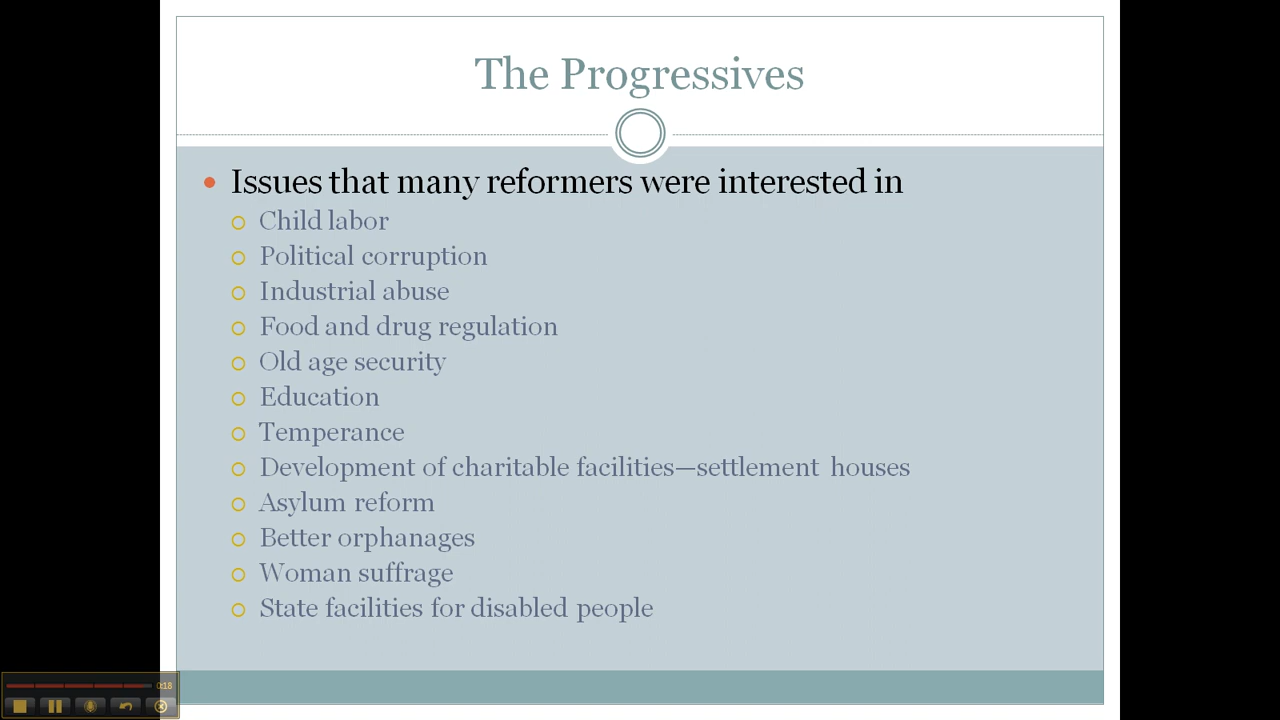 The Progressives
Issues that many reformers were interested in
Child labor
Political corruption
Industrial abuse
Food and drug regulation
Old age security
Education
Temperance
Development of charitable facilities—settlement houses
Asylum reform
Better orphanages
Woman suffrage
State facilities for disabled people
0:18